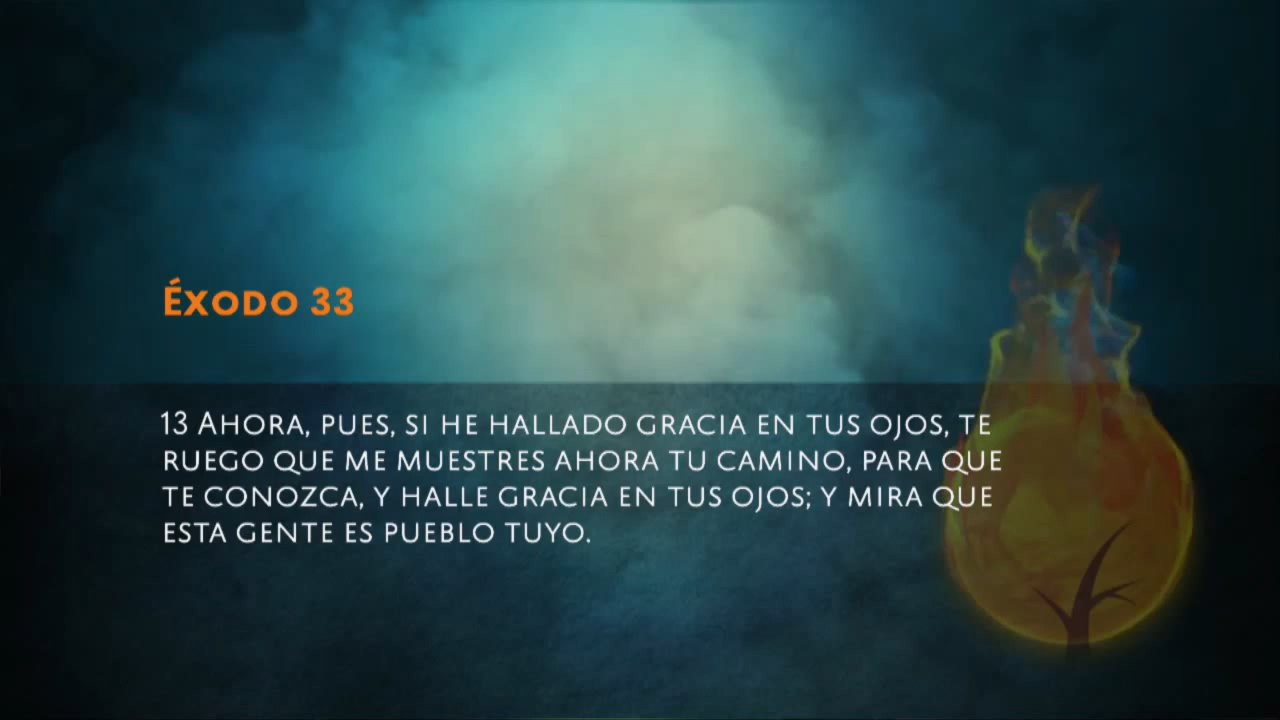 Éxodo 33
13 Ahora, pues, si he hallado gracia en tus ojos, te
ruego que me muestres ahora tu camino, para que
te conozca, y halle gracia en tus ojos; y mira que
esta gente es pueblo tuyo.